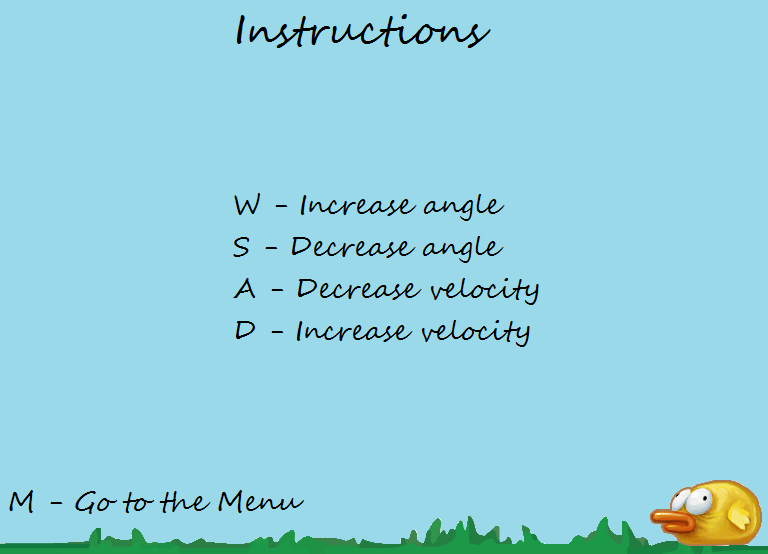 Instructions
W - Increase angle
S - Decrease angle
A - Decrease velocity
D - Increase velocity
M - Go to the Menu